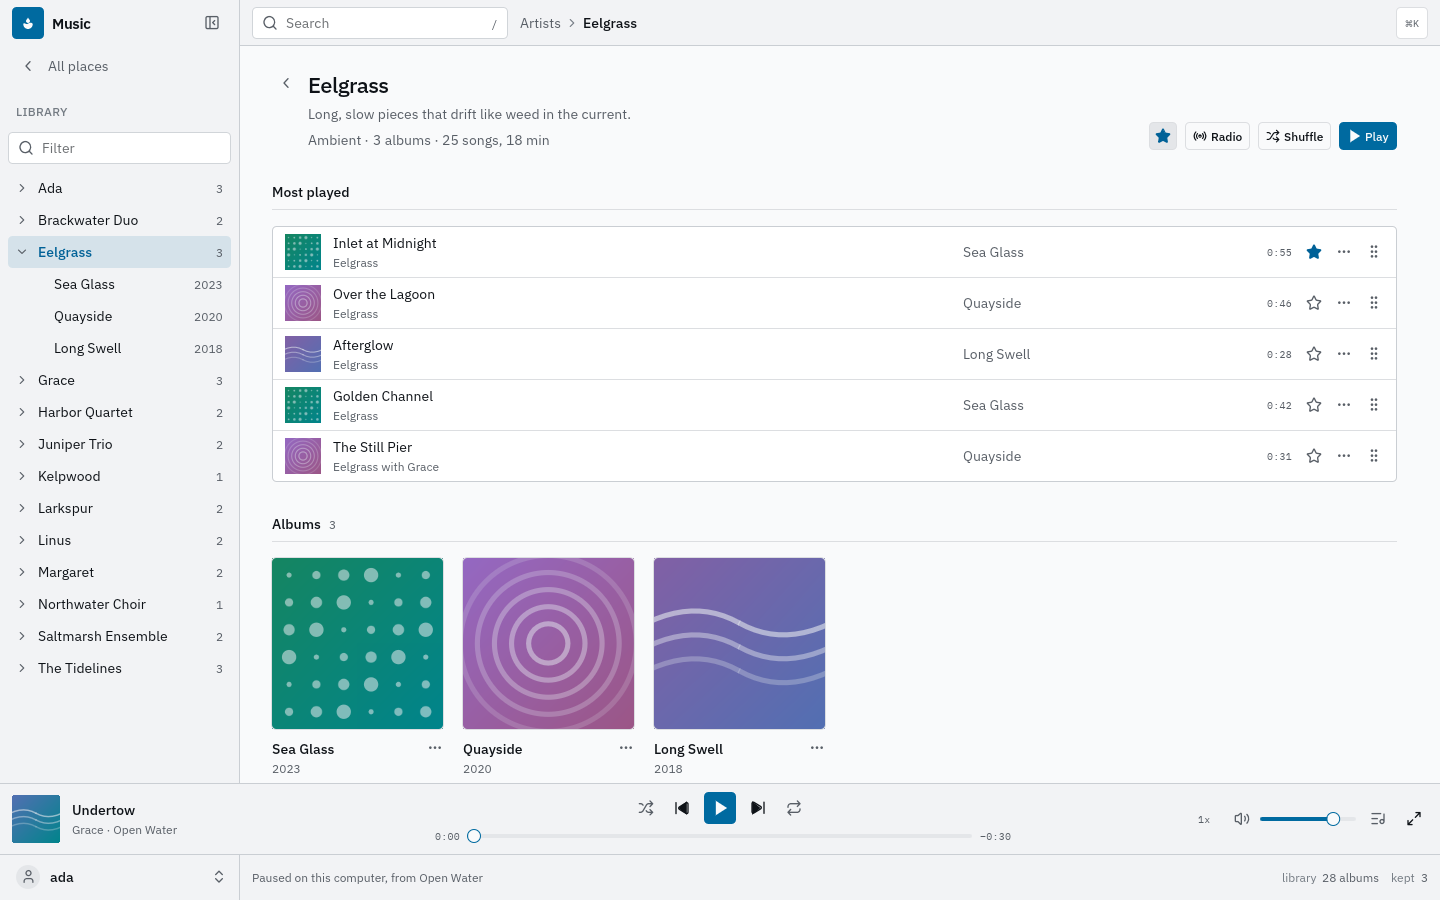 Music
All places
LIBRARY
Filter
Ada 3
Brackwater Duo 2
Eelgrass 3
Sea Glass 2023
Quayside 2020
Long Swell 2018
Grace 3
Harbor Quartet 2
Juniper Trio 2
Kelpwood 1
Larkspur 2
Linus 2
Margaret 2
Northwater Choir 1
Saltmarsh Ensemble 2
The Tidelines 3
Search /
Artists Eelgrass
⌘K
Eelgrass
Long, slow pieces that drift like weed in the current.
Ambient · 3 albums · 25 songs, 18 min
Radio Shuffle Play
Most played
Inlet at Midnight
Eelgrass
Sea Glass 0:55
Over the Lagoon
Eelgrass
Quayside 0:46
Afterglow
Eelgrass
Long Swell 0:28
Golden Channel
Eelgrass
Sea Glass 0:42
The Still Pier
Eelgrass with Grace
Quayside 0:31
Albums 3
Sea Glass
2023
Quayside
2020
Long Swell
2018
Undertow
Grace · Open Water
0:00 −0:30
1x
ada
Paused on this computer, from Open Water
library 28 albums kept 3